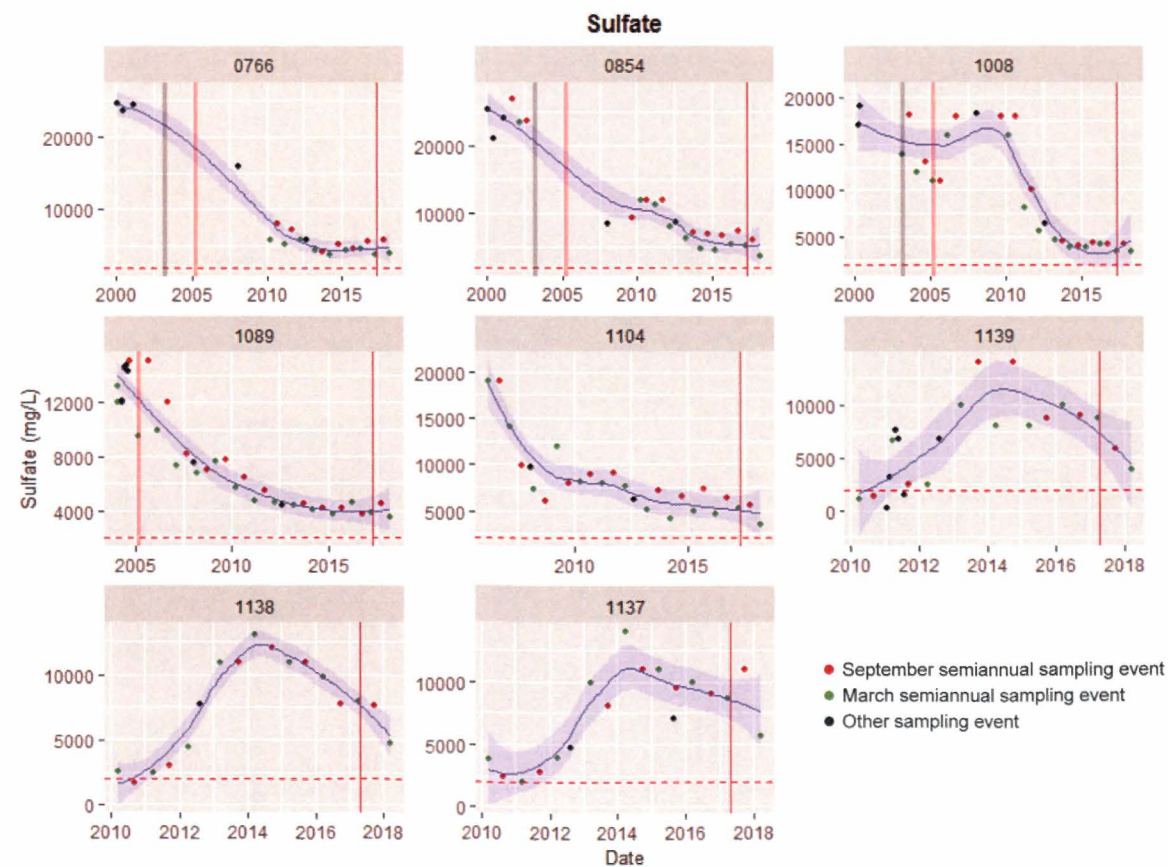 Sulfate
0766
0854
1008
20000
10000
2000 2005 2010 2015
20000
10000
2000 2005 2010 2015
20000
15000
10000
5000
2000 2005 2010 2015
Sulfate (mg/L)
1089
1104
1139
12000
8000
4000
2005 2010 2015
20000
15000
10000
5000
2010 2015
10000
5000
0
2010 2012 2014 2016 2018
1138
1137
10000
5000
0
2010 2012 2014 2016 2018
10000
5000
0
2010 2012 2014 2016 2018
Date
September semiannual sampling event
March semiannual sampling event
Other sampling event